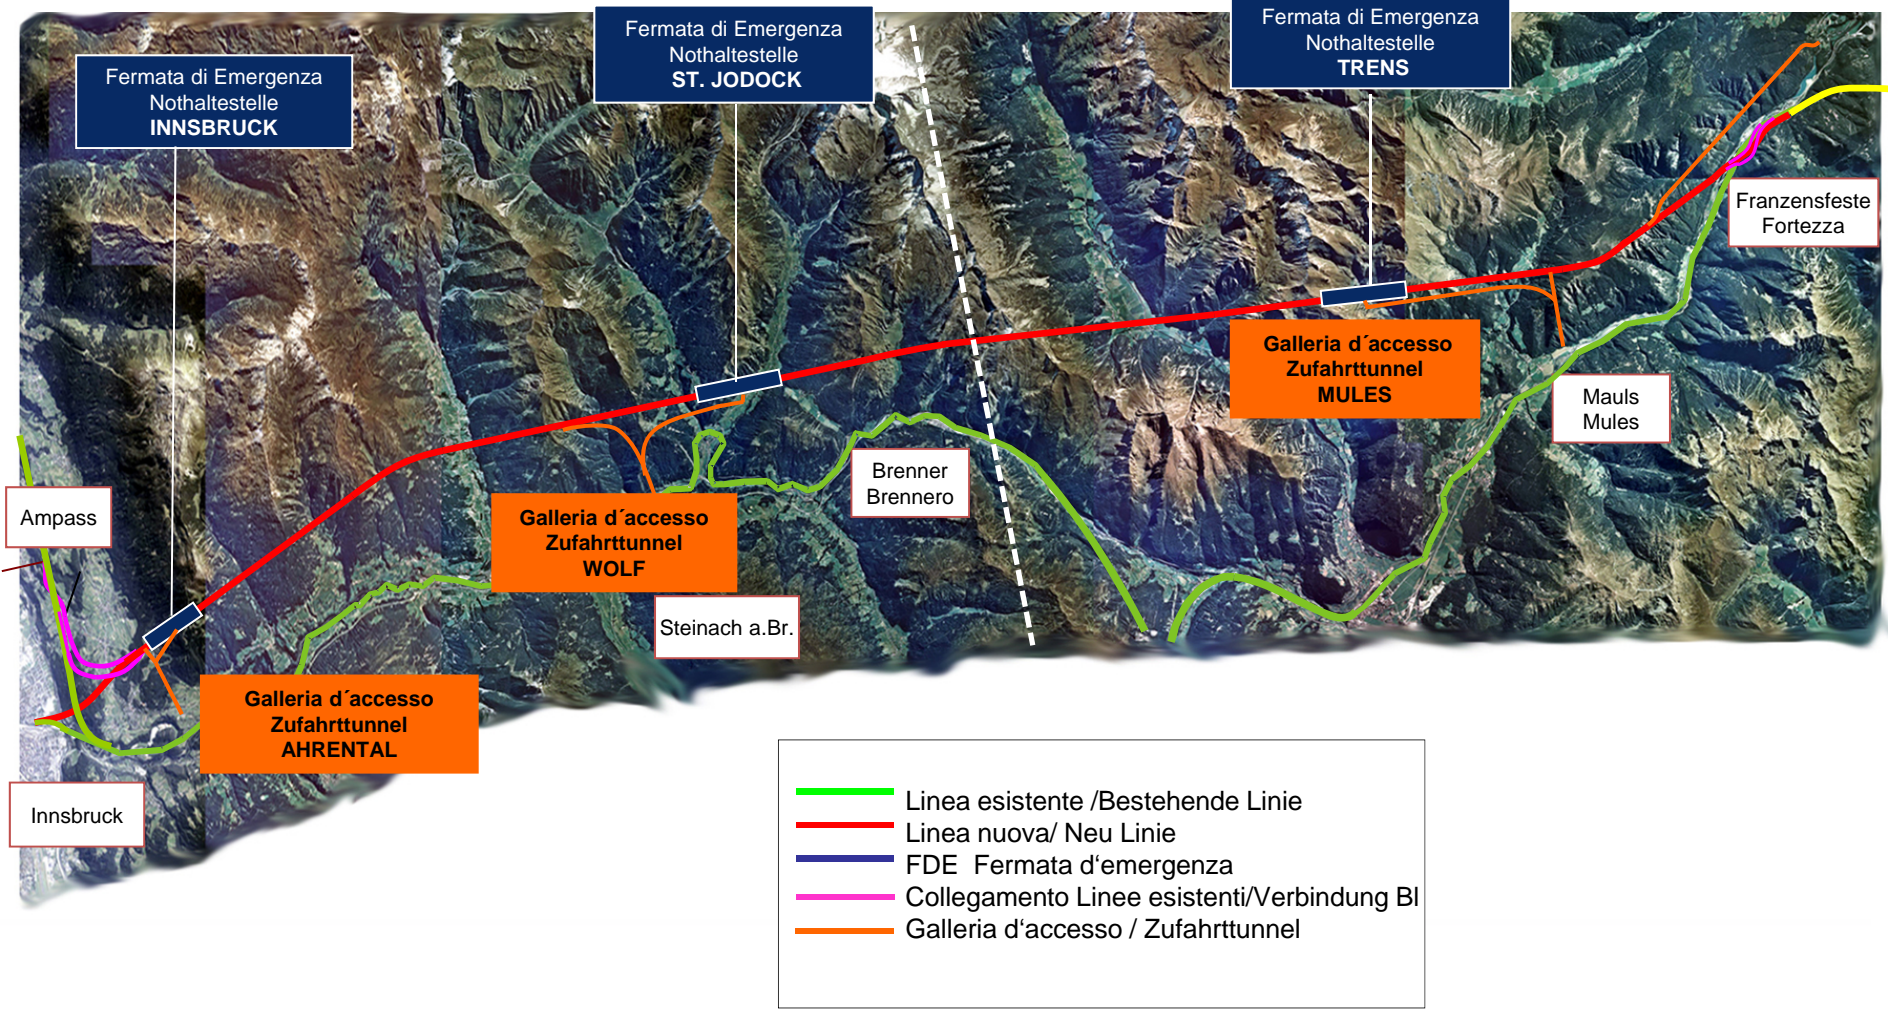 Fermata di Emergenza
Nothaltestelle
INNSBRUCK
Fermata di Emergenza
Nothaltestelle
ST. JODOCK
Fermata di Emergenza
Nothaltestelle
TRENS
Franzensfeste
Fortezza
Galleria d´accesso
Zufahrttunnel
MULES
Mauls
Mules
Brenner
Brennero
Ampass
Galleria d´accesso
Zufahrttunnel
WOLF
Steinach a.Br.
Galleria d´accesso
Zufahrttunnel
AHRENTAL
Innsbruck
Linea esistente /Bestehende Linie
Linea nuova/ Neu Linie
FDE  Fermata d‘emergenza
Collegamento Linee esistenti/Verbindung Bl
Galleria d‘accesso / Zufahrttunnel